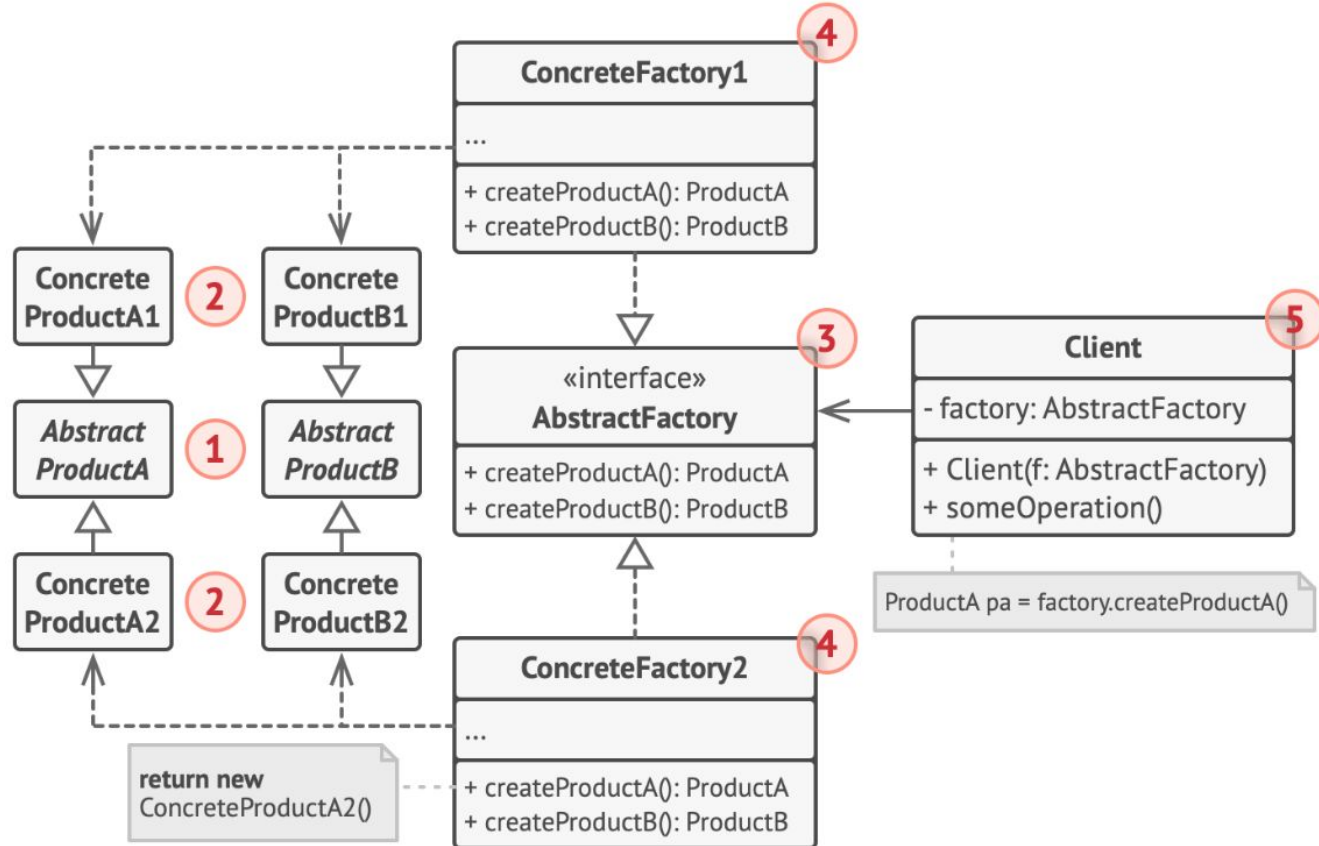 4
ConcreteFactory1
...
+ createProductA(): ProductA
+ createProductB(): ProductB
Concrete
ProductA1
2
Concrete
ProductB1
Abstract
ProductA
1
Abstract
ProductB
Concrete
ProductA2
2
Concrete
ProductB2
3
«interface»
AbstractFactory
+ createProductA(): ProductA
+ createProductB(): ProductB
5
Client
- factory: AbstractFactory
+ Client(f: AbstractFactory)
+ someOperation()
ProductA pa = factory.createProductA()
4
ConcreteFactory2
...
+ createProductA(): ProductA
+ createProductB(): ProductB
return new
ConcreteProductA2()